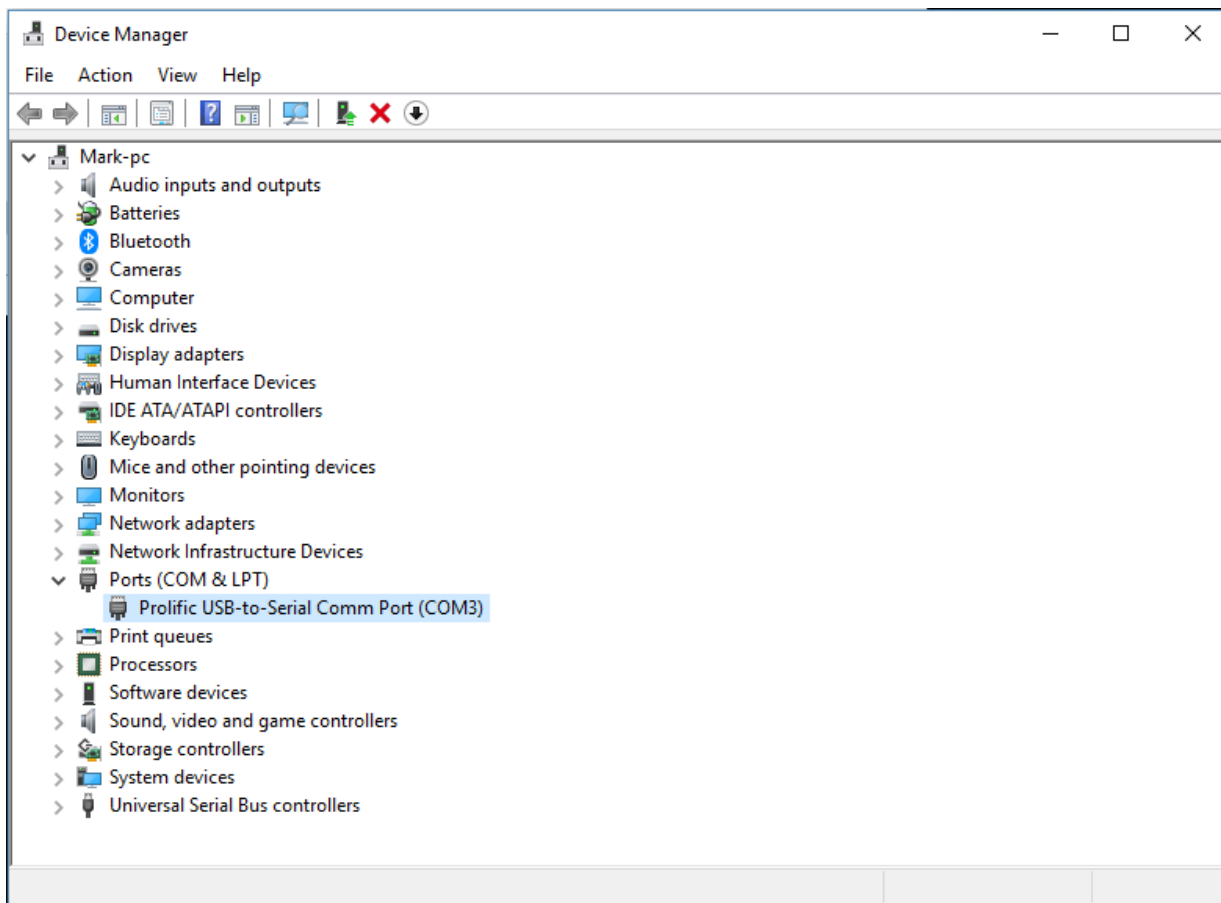 Device Manager
File Action View Help
Mark-pc
Audio inputs and outputs
Batteries
Bluetooth
Cameras
Computer
Disk drives
Display adapters
Human Interface Devices
IDE ATA/ATAPI controllers
Keyboards
Mice and other pointing devices
Monitors
Network adapters
Network Infrastructure Devices
Ports (COM & LPT)
Prolific USB-to-Serial Comm Port (COM3)
Print queues
Processors
Software devices
Sound, video and game controllers
Storage controllers
System devices
Universal Serial Bus controllers